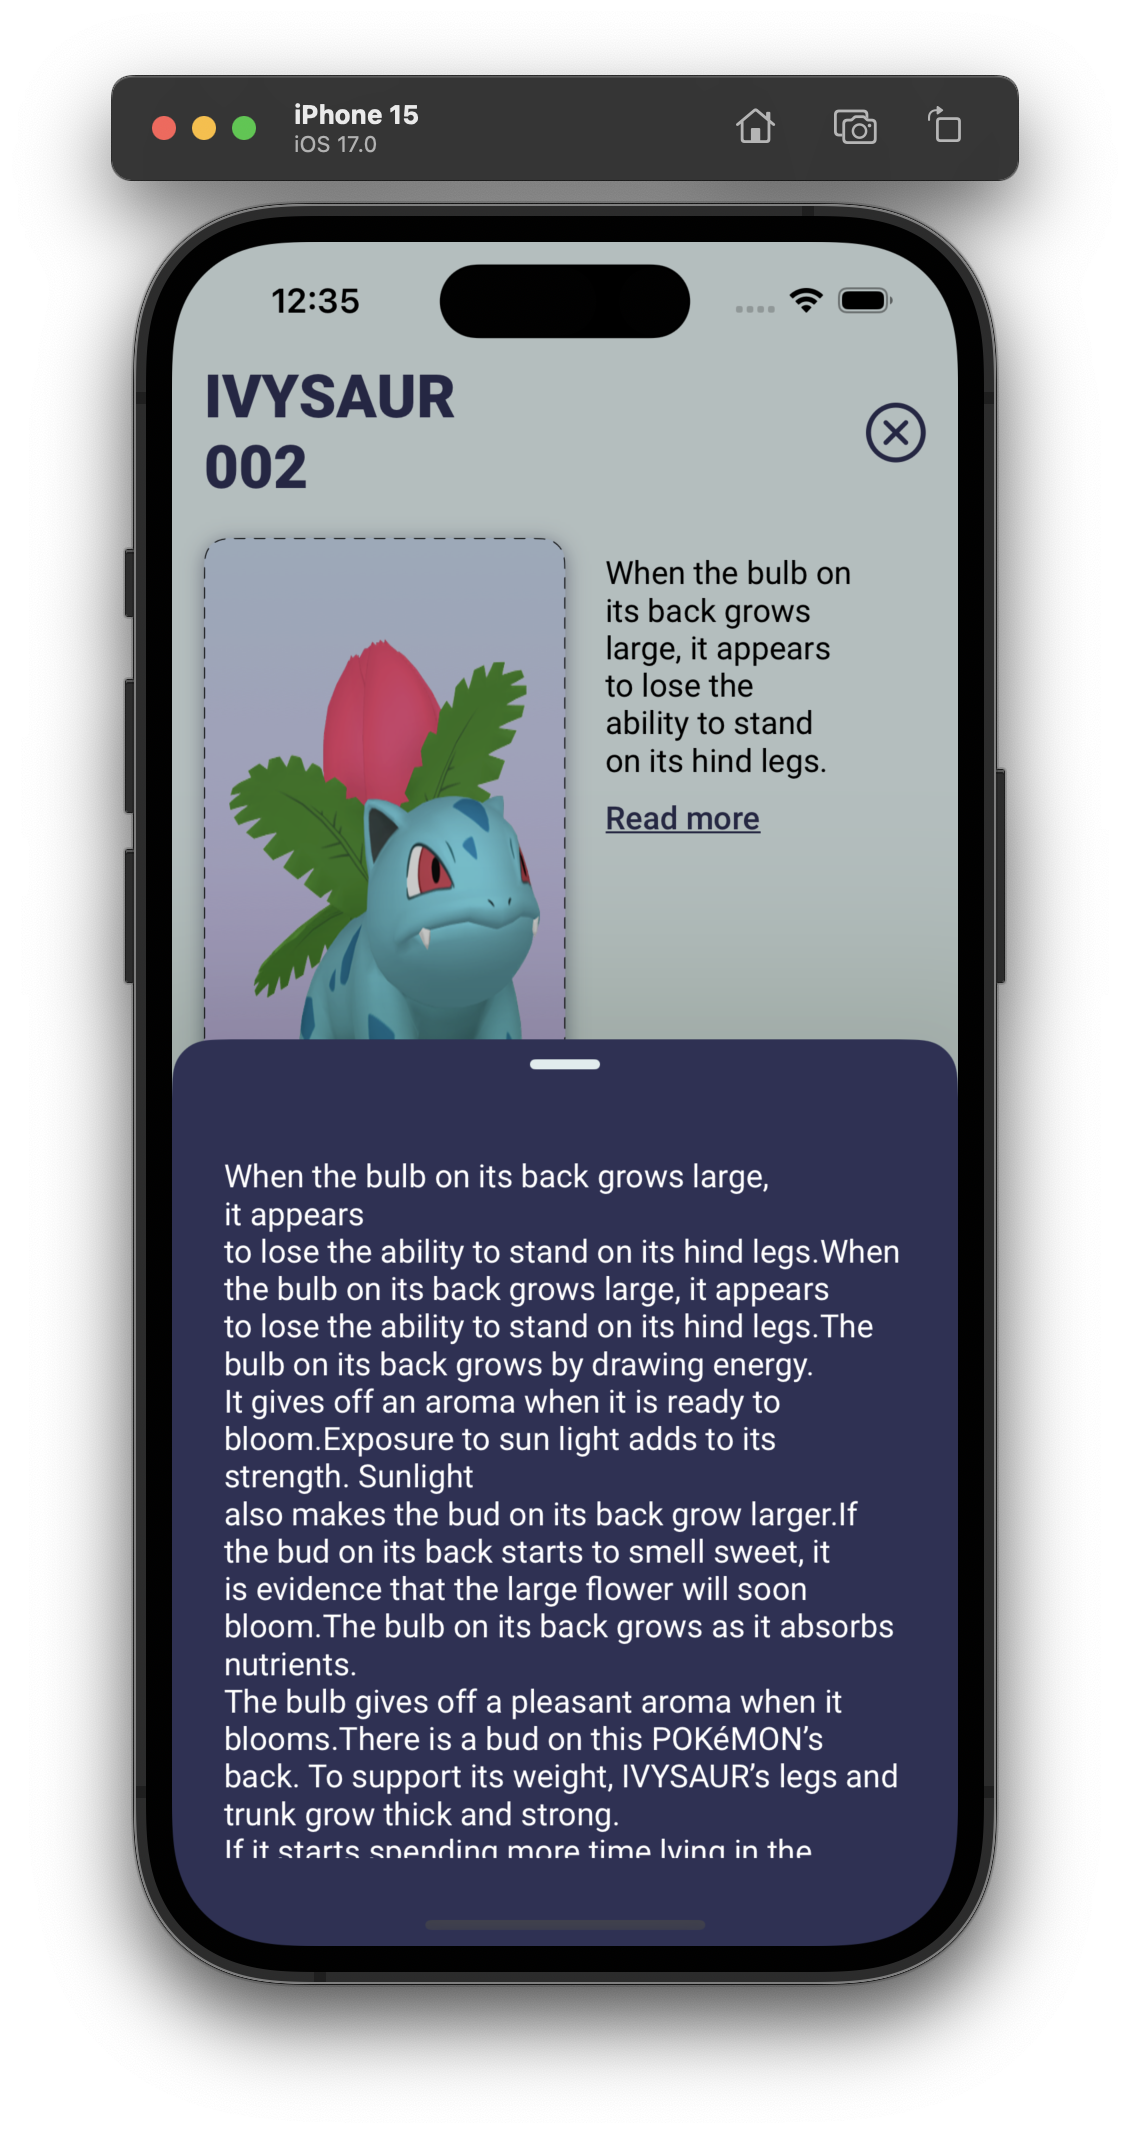 iPhone 15
iOS 17.0
12:35
IVYSAUR
002
When the bulb on
its back grows
large, it appears
to lose the
ability to stand
on its hind legs.
Read more
When the bulb on its back grows large,
it appears
to lose the ability to stand on its hind legs.When
the bulb on its back grows large, it appears
to lose the ability to stand on its hind legs.The
bulb on its back grows by drawing energy.
It gives off an aroma when it is ready to
bloom.Exposure to sun light adds to its
strength. Sunlight
also makes the bud on its back grow larger.If
the bud on its back starts to smell sweet, it
is evidence that the large flower will soon
bloom.The bulb on its back grows as it absorbs
nutrients.
The bulb gives off a pleasant aroma when it
blooms.There is a bud on this POKéMON’s
back. To support its weight, IVYSAUR’s legs and
trunk grow thick and strong.
If it starts spending more time lying in the